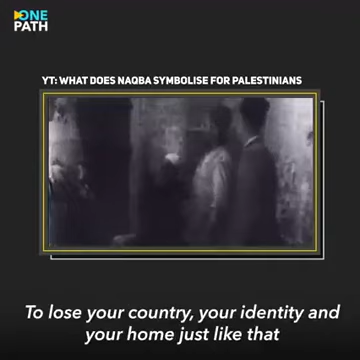 ONE
PATH
YT: WHAT DOES NAQBA SYMBOLISE FOR PALESTINIANS
To lose your country, your identity and
your home just like that